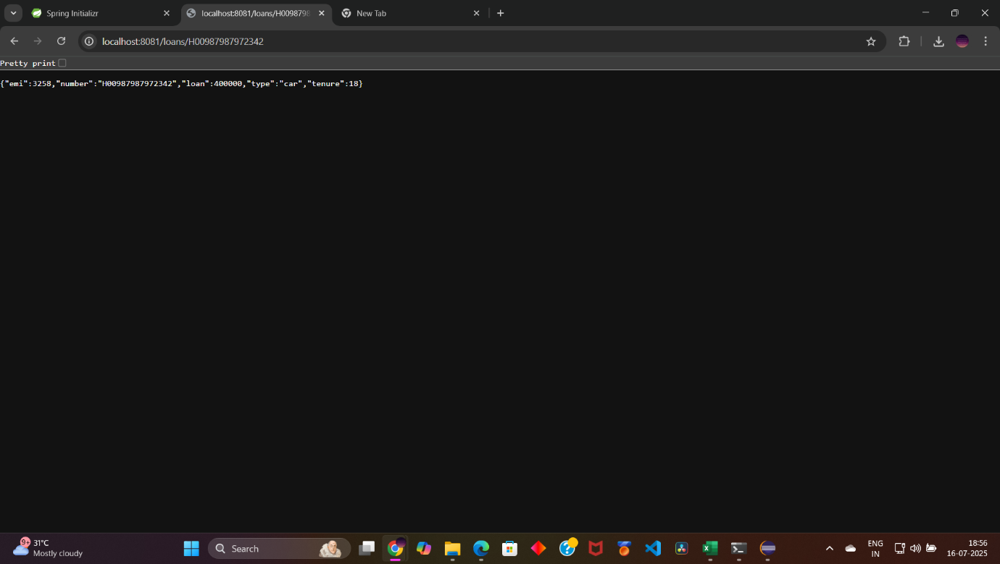 Spring Initializr
localhost:8081/loans/H0098798
New Tab
localhost:8081/loans/H00987987972342
Pretty print
{"emi":3258,"number":"H00987987972342","loan":400000,"type":"car","tenure":18}
9+
31°C
Mostly cloudy
Search
ENG
IN
18:56
16-07-2025